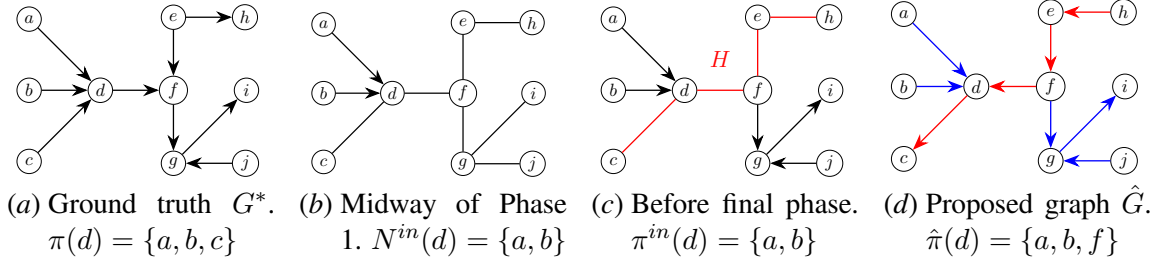 a
e
h
b
d
f
i
c
g
j
a
e
h
b
d
f
i
c
g
j
a
e
h
H
b
d
f
i
c
g
j
a
e
h
b
d
f
i
c
g
j
(a) Ground truth G*.
π(d) = {a, b, c}
(b) Midway of Phase
1. N^{in}(d) = {a, b}
(c) Before final phase.
π^{in}(d) = {a, b}
(d) Proposed graph Ĝ.
π̂(d) = {a, b, f}